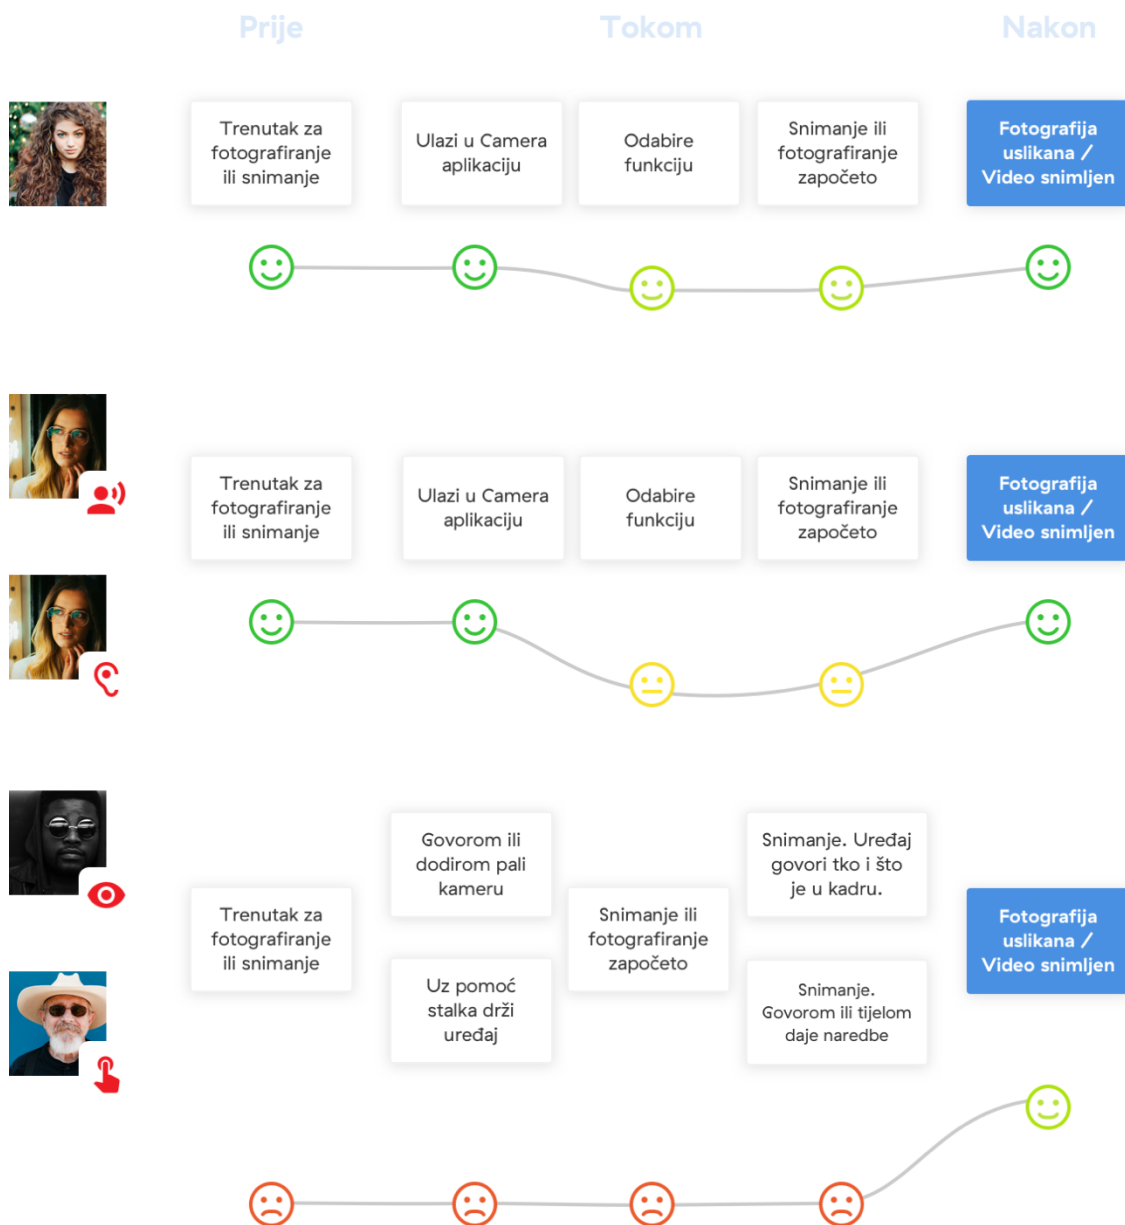 Prije
Tokom
Nakon
Trenutak za
fotografiranje
ili snimanje
Ulazi u Camera
aplikaciju
Odabire
funkciju
Snimanje ili
fotografiranje
započeto
Fotografija
uslikana /
Video snimljen
Trenutak za
fotografiranje
ili snimanje
Ulazi u Camera
aplikaciju
Odabire
funkciju
Snimanje ili
fotografiranje
započeto
Fotografija
uslikana /
Video snimljen
Trenutak za
fotografiranje
ili snimanje
Govorom ili
dodirom pali
kameru
Uz pomoć
stalka drži
uređaj
Snimanje ili
fotografiranje
započeto
Snimanje. Uređaj
govori tko i što
je u kadru.
Snimanje.
Govorom ili tijelom
daje naredbe
Fotografija
uslikana /
Video snimljen